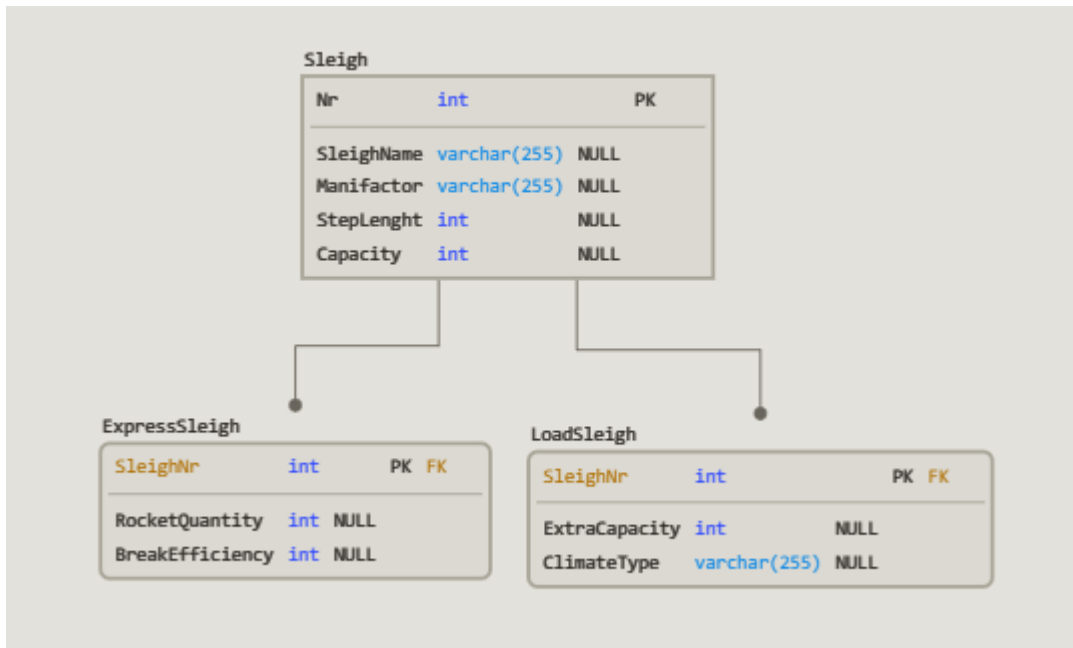 Sleigh
Nr int PK
SleighName varchar(255) NULL
Manifactor varchar(255) NULL
StepLenght int NULL
Capacity int NULL
ExpressSleigh
SleighNr int PK FK
RocketQuantity int NULL
BreakEfficiency int NULL
LoadSleigh
SleighNr int PK FK
ExtraCapacity int NULL
ClimateType varchar(255) NULL